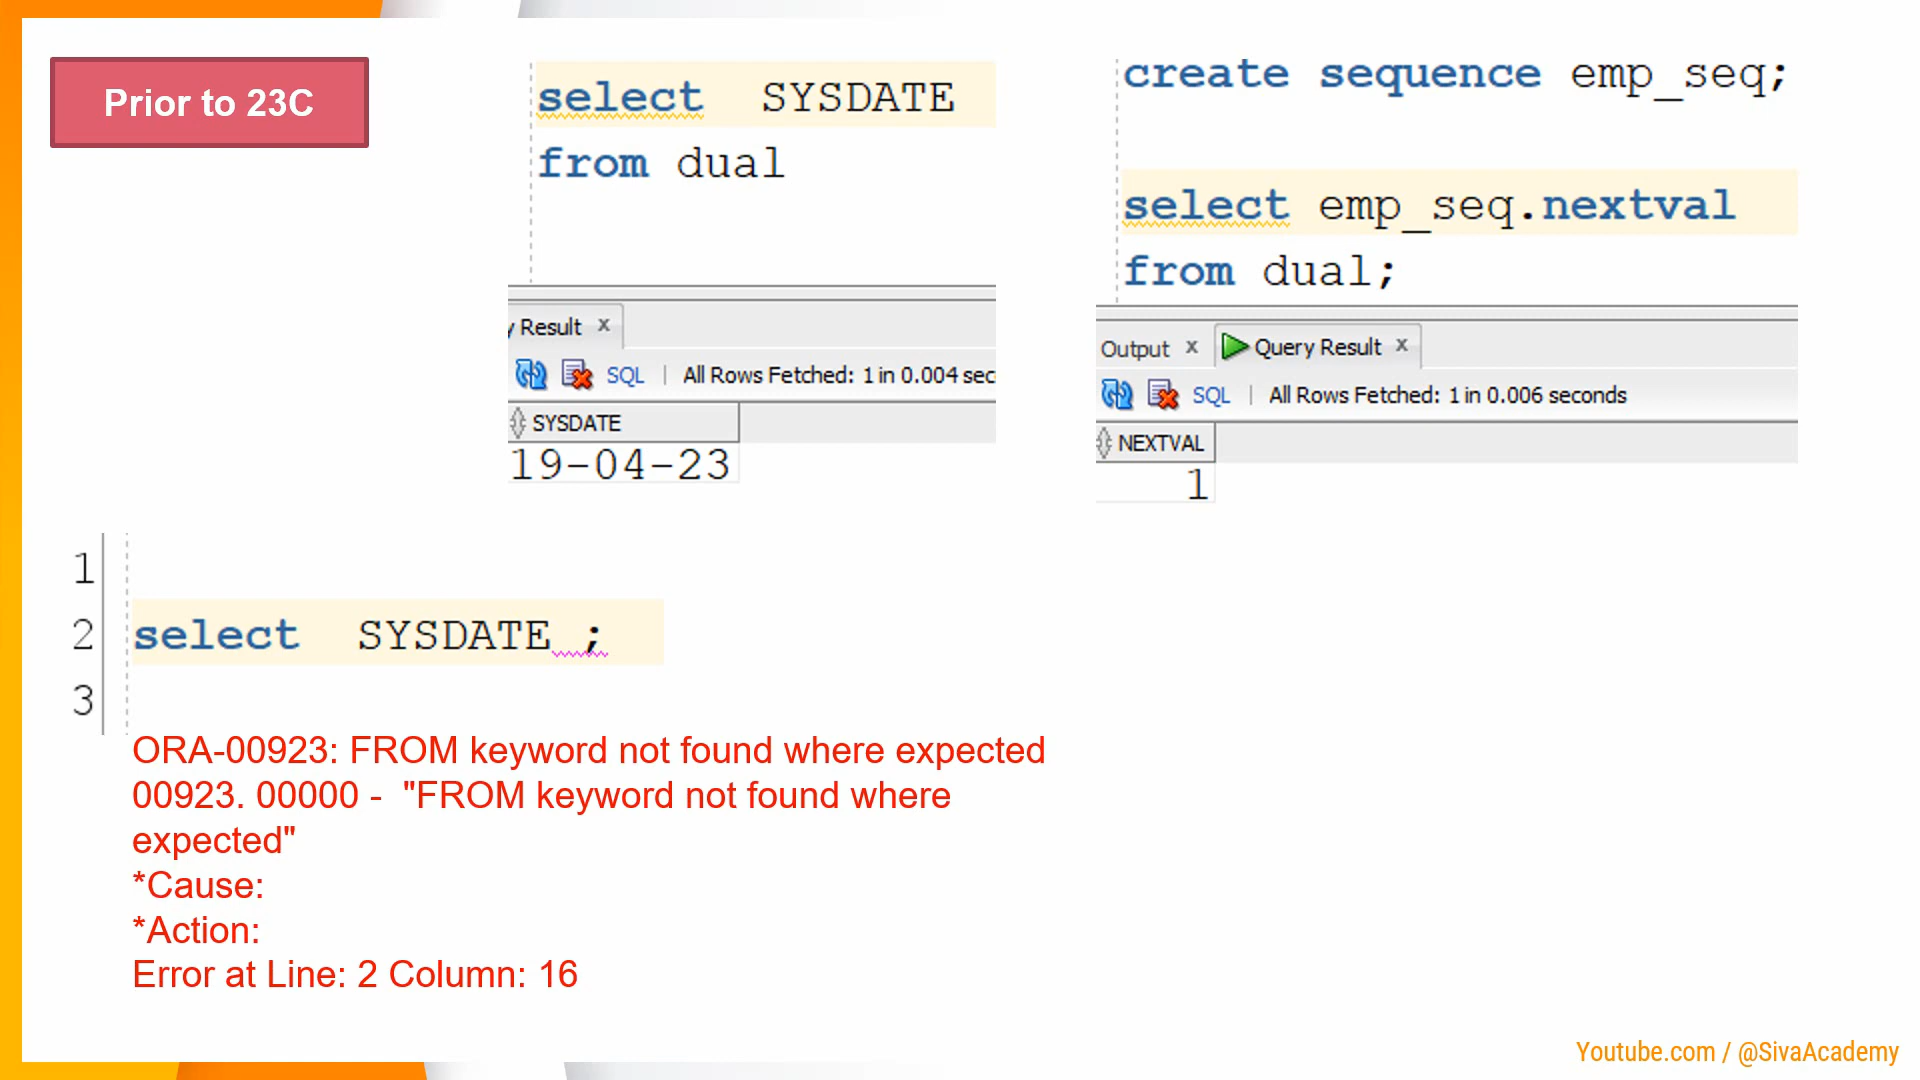 Prior to 23C
select SYSDATE
from dual
y Result x
SQL | All Rows Fetched: 1 in 0.004 sec
SYSDATE
19-04-23
create sequence emp_seq;
select emp_seq.nextval
from dual;
Output x Query Result x
SQL | All Rows Fetched: 1 in 0.006 seconds
NEXTVAL
1
1
2 select SYSDATE ;
3
ORA-00923: FROM keyword not found where expected
00923. 00000 - "FROM keyword not found where
expected"
*Cause:
*Action:
Error at Line: 2 Column: 16
Youtube.com / @SivaAcademy